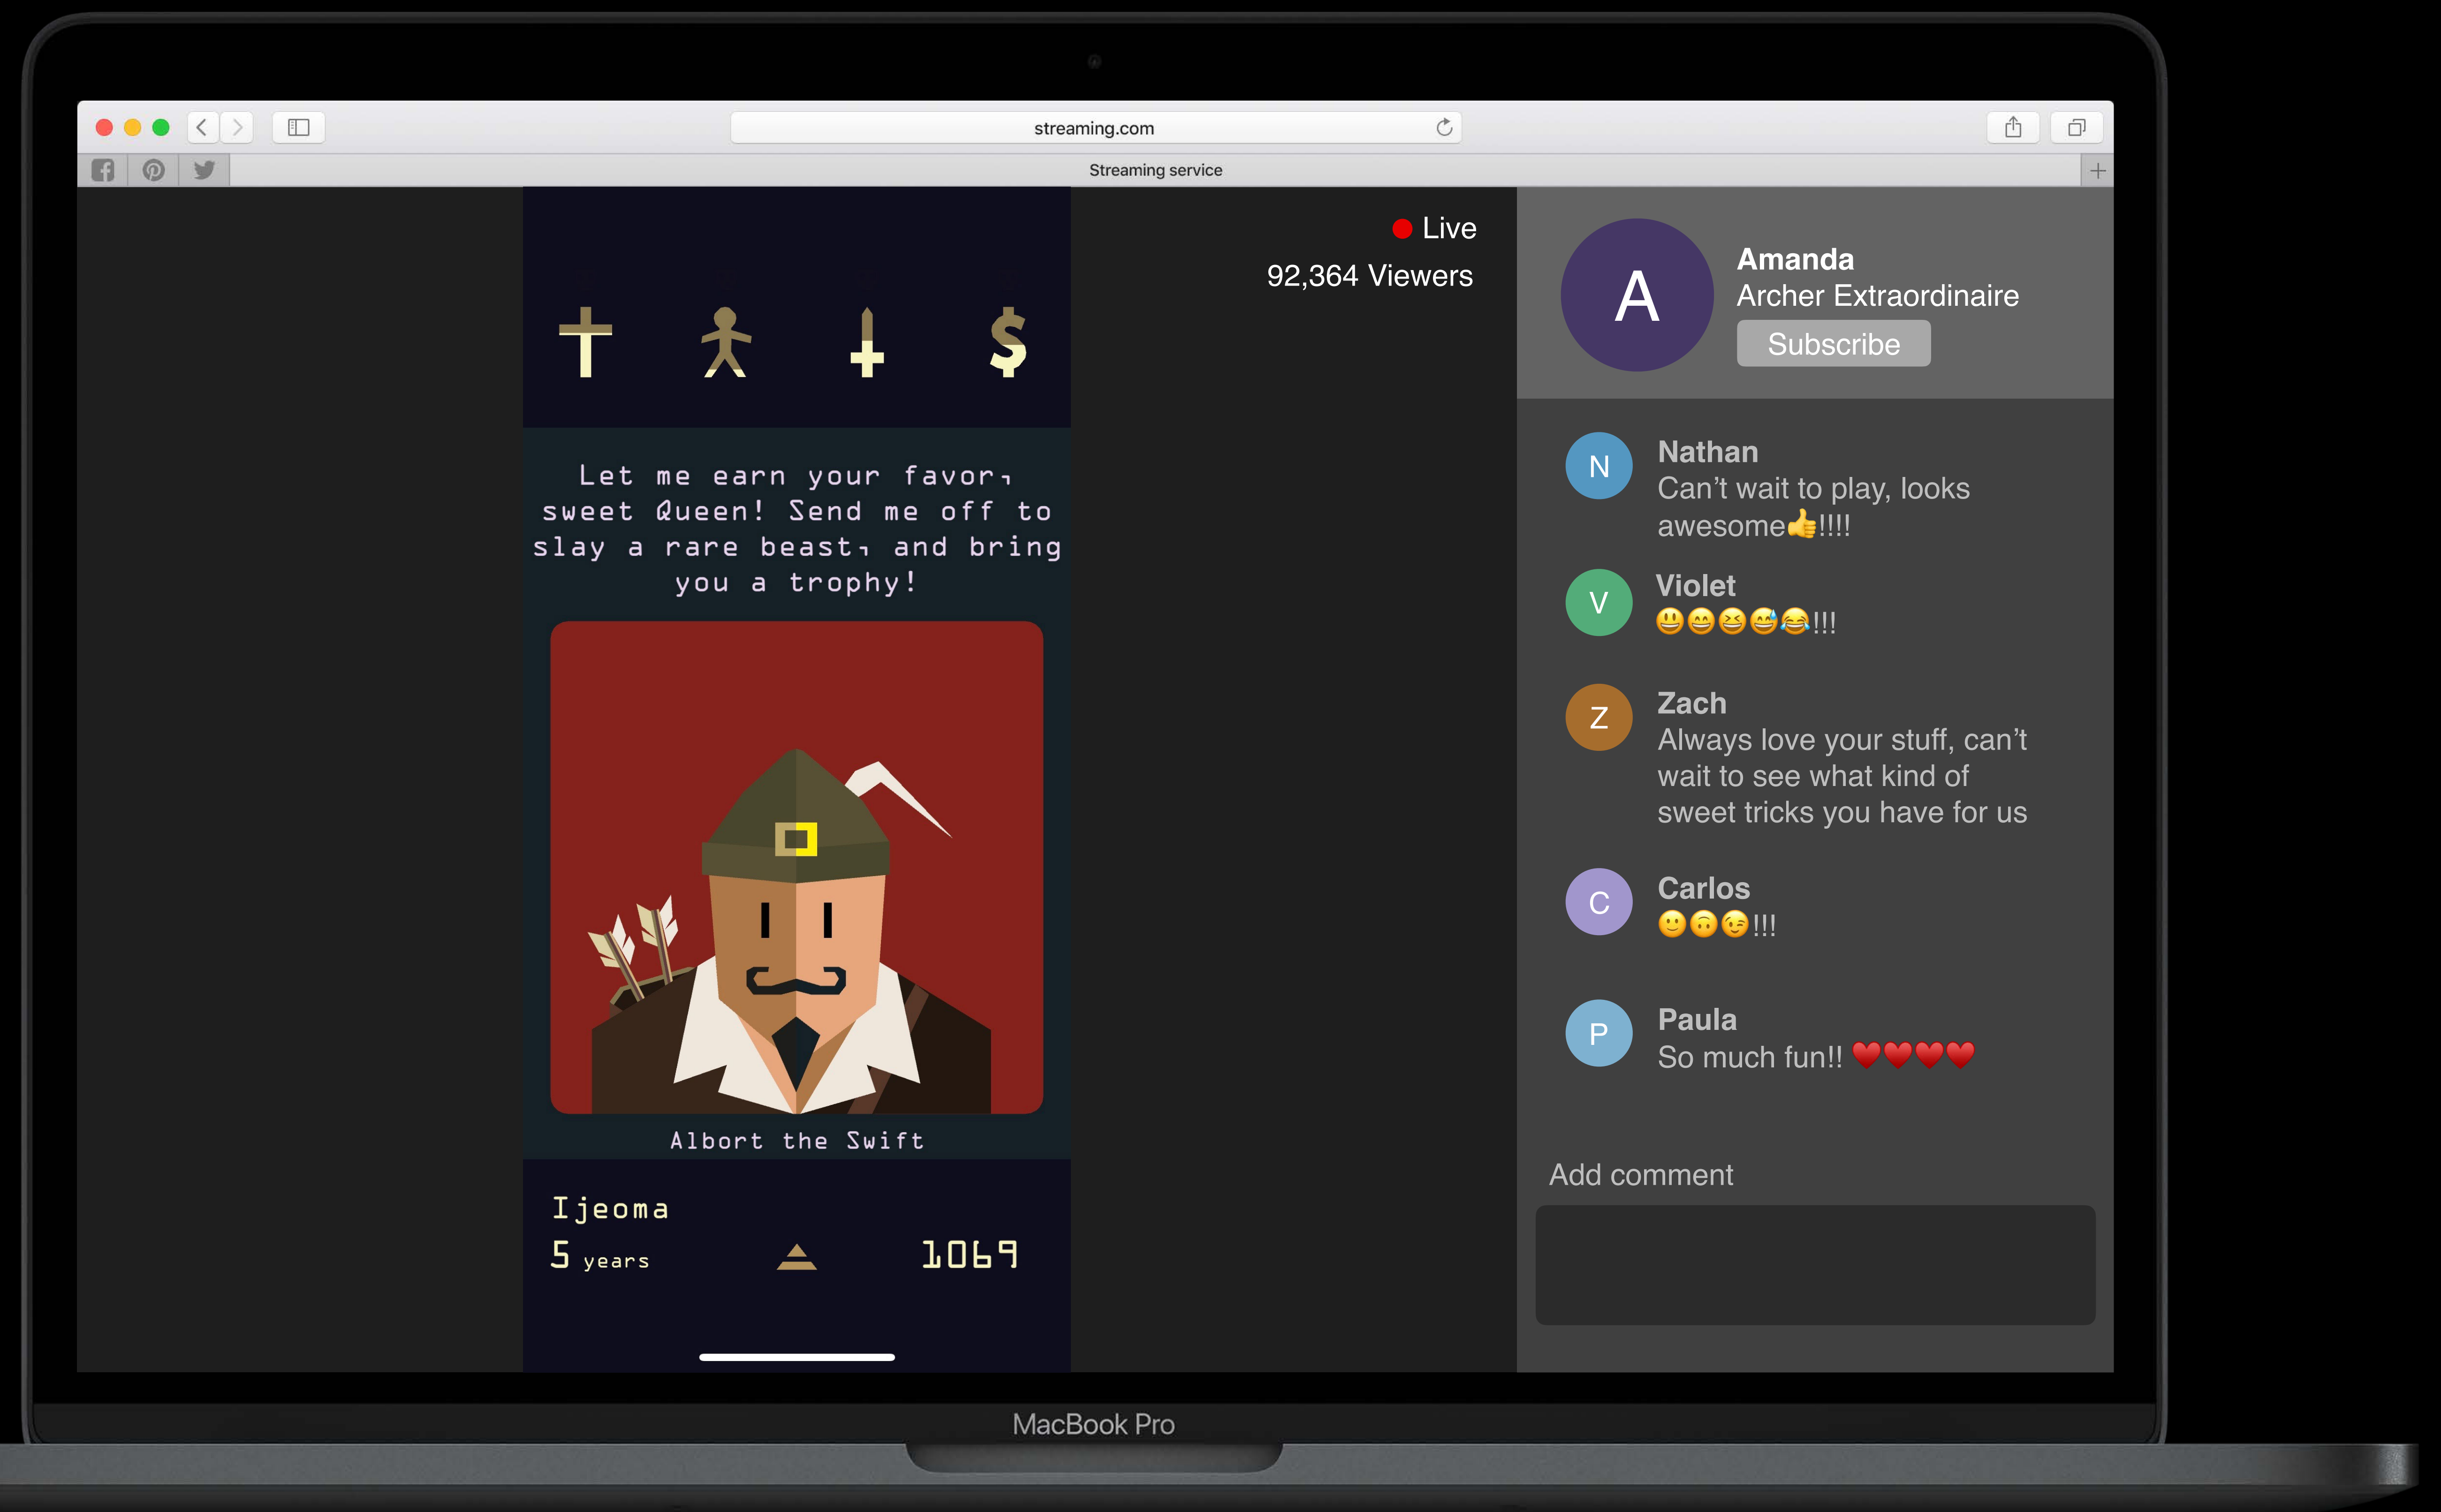 streaming.com
Streaming service
Live
92,364 Viewers
Let me earn your favor,
sweet Queen! Send me off to
slay a rare beast, and bring
you a trophy!
Albort the Swift
Ijeoma
5 years
1069
A
Amanda
Archer Extraordinaire
Subscribe
N
Nathan
Can’t wait to play, looks
awesome👍!!!!
V
Violet
😃😄😆😅😂!!!
Z
Zach
Always love your stuff, can’t
wait to see what kind of
sweet tricks you have for us
C
Carlos
🙂🙃😉!!!
P
Paula
So much fun!! ♥️♥️♥️♥️
Add comment
MacBook Pro